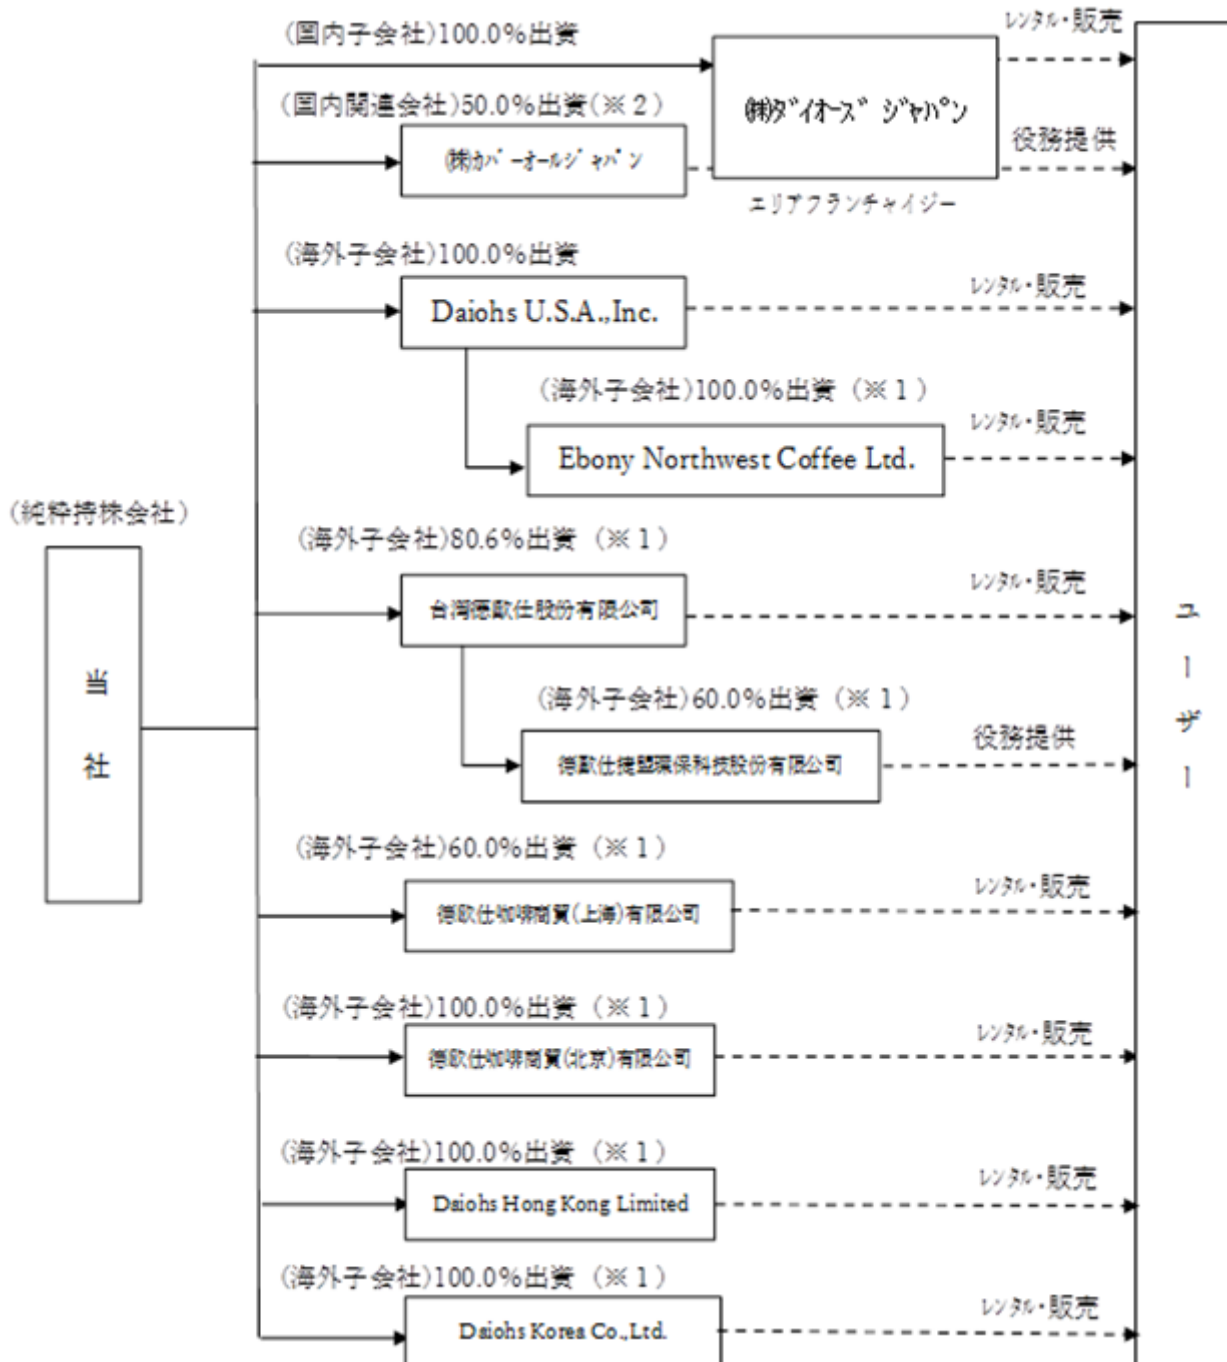 (国内子会社)100.0%出資
レンタル・販売
㈱ダイオーズ ジャパン
(国内関連会社)50.0%出資(※２)
㈱カバーオールジャパン
役務提供
エリアフランチャイジー
(海外子会社)100.0%出資
レンタル・販売
Daiohs U.S.A.,Inc.
(海外子会社)100.0%出資（※１）
レンタル・販売
Ebony Northwest Coffee Ltd.
（純粋持株会社）
当社
(海外子会社)80.6%出資（※１）
レンタル・販売
台湾德歐仕股份有限公司
ユーザー
(海外子会社)60.0%出資（※１）
役務提供
德歐仕捷盟環保科技股份有限公司
(海外子会社)60.0%出資（※１）
レンタル・販売
德欧仕咖啡商貿(上海)有限公司
(海外子会社)100.0%出資（※１）
レンタル・販売
德欧仕咖啡商貿(北京)有限公司
(海外子会社)100.0%出資（※１）
レンタル・販売
Daiohs Hong Kong Limited
(海外子会社)100.0%出資（※１）
レンタル・販売
Daiohs Korea Co.,Ltd.